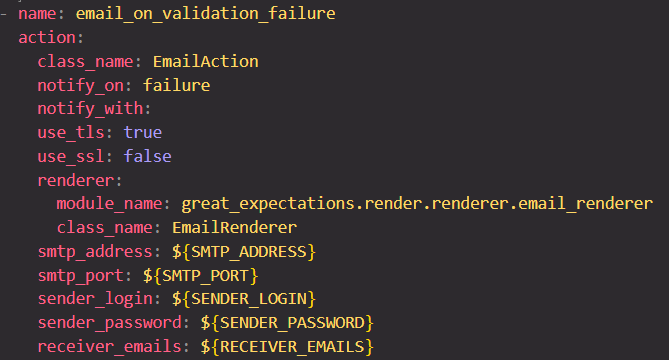 - name: email_on_validation_failure
action:
class_name: EmailAction
notify_on: failure
notify_with:
use_tls: true
use_ssl: false
renderer:
module_name: great_expectations.render.renderer.email_renderer
class_name: EmailRenderer
smtp_address: ${SMTP_ADDRESS}
smtp_port: ${SMTP_PORT}
sender_login: ${SENDER_LOGIN}
sender_password: ${SENDER_PASSWORD}
receiver_emails: ${RECEIVER_EMAILS}